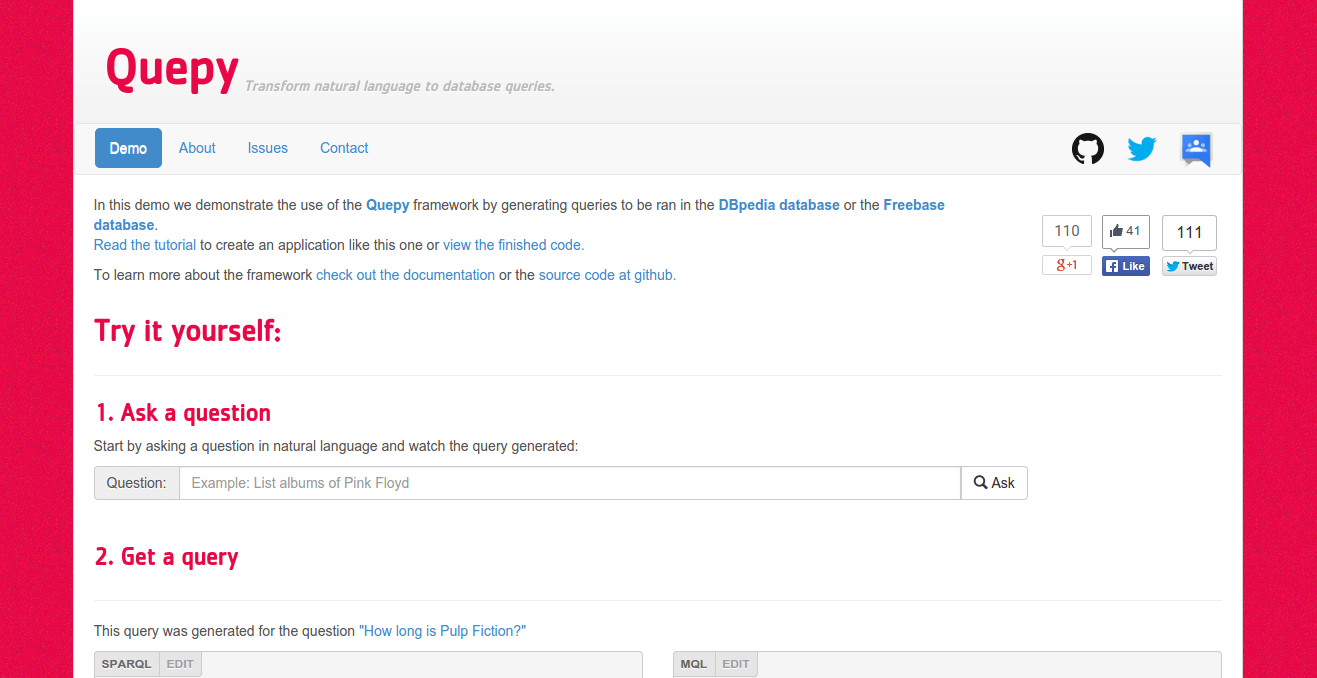 Quepy Transform natural language to database queries.
Demo About Issues Contact
In this demo we demonstrate the use of the Quepy framework by generating queries to be ran in the DBpedia database or the Freebase
database.
Read the tutorial to create an application like this one or view the finished code.
To learn more about the framework check out the documentation or the source code at github.
110 41 111
g+1 Like Tweet
Try it yourself:
1. Ask a question
Start by asking a question in natural language and watch the query generated:
Question: Example: List albums of Pink Floyd Ask
2. Get a query
This query was generated for the question "How long is Pulp Fiction?"
SPARQL EDIT MQL EDIT